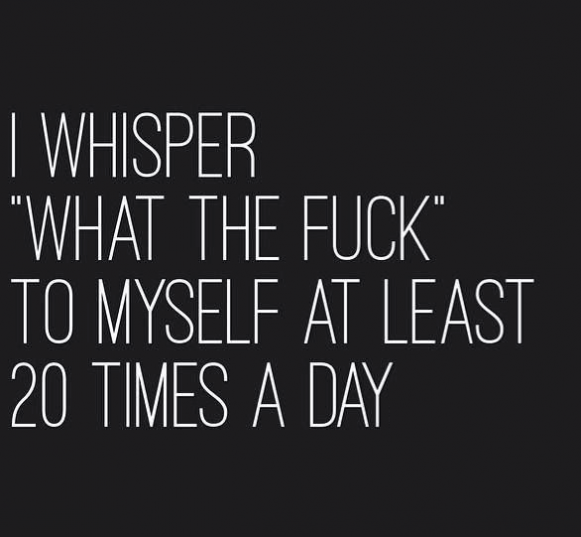 I WHISPER
"WHAT THE FUCK"
TO MYSELF AT LEAST
20 TIMES A DAY